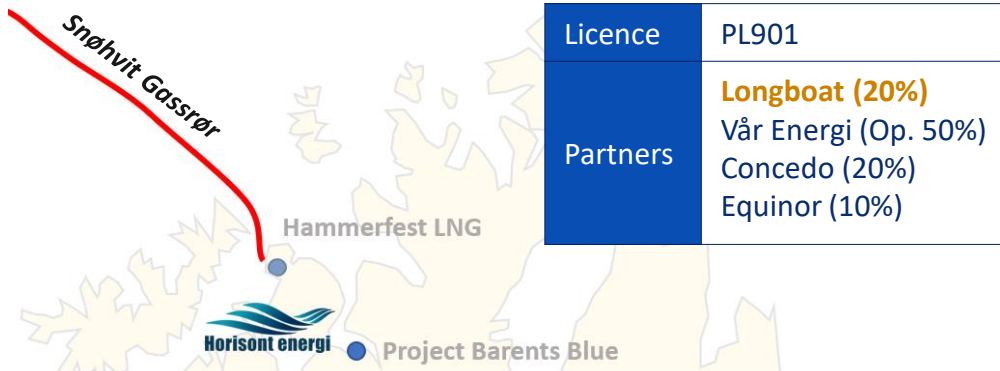 Snøhvit Gassrør
Hammerfest LNG
Horisont energi
Project Barents Blue
Licence PL901
Partners
Longboat (20%)
Vår Energi (Op. 50%)
Concedo (20%)
Equinor (10%)